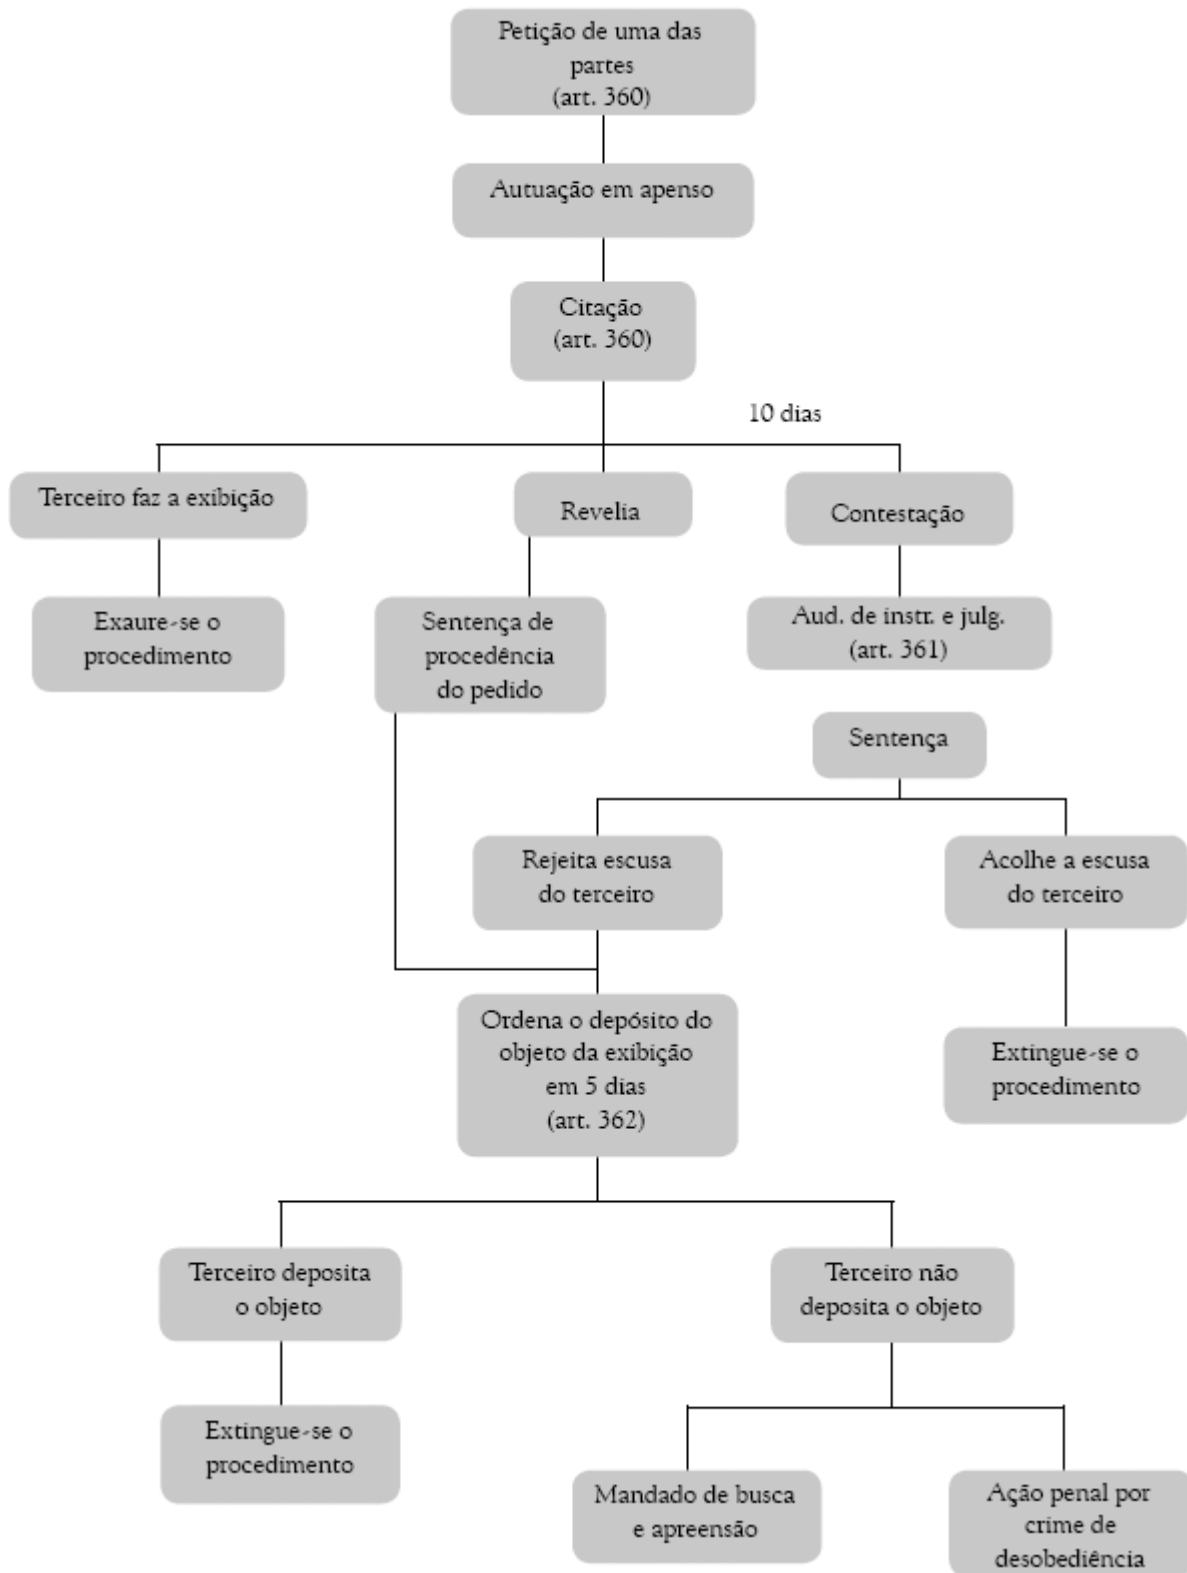 Petição de uma das
partes
(art. 360)
Autuação em apenso
Citação
(art. 360)
10 dias
Terceiro faz a exibição
Revelia
Contestação
Exaure-se o
procedimento
Sentença de
procedência
do pedido
Aud. de instr. e julg.
(art. 361)
Sentença
Rejeita escusa
do terceiro
Acolhe a escusa
do terceiro
Ordena o depósito do
objeto da exibição
em 5 dias
(art. 362)
Extingue-se o
procedimento
Terceiro deposita
o objeto
Terceiro não
deposita o objeto
Extingue-se o
procedimento
Mandado de busca
e apreensão
Ação penal por
crime de
desobediência